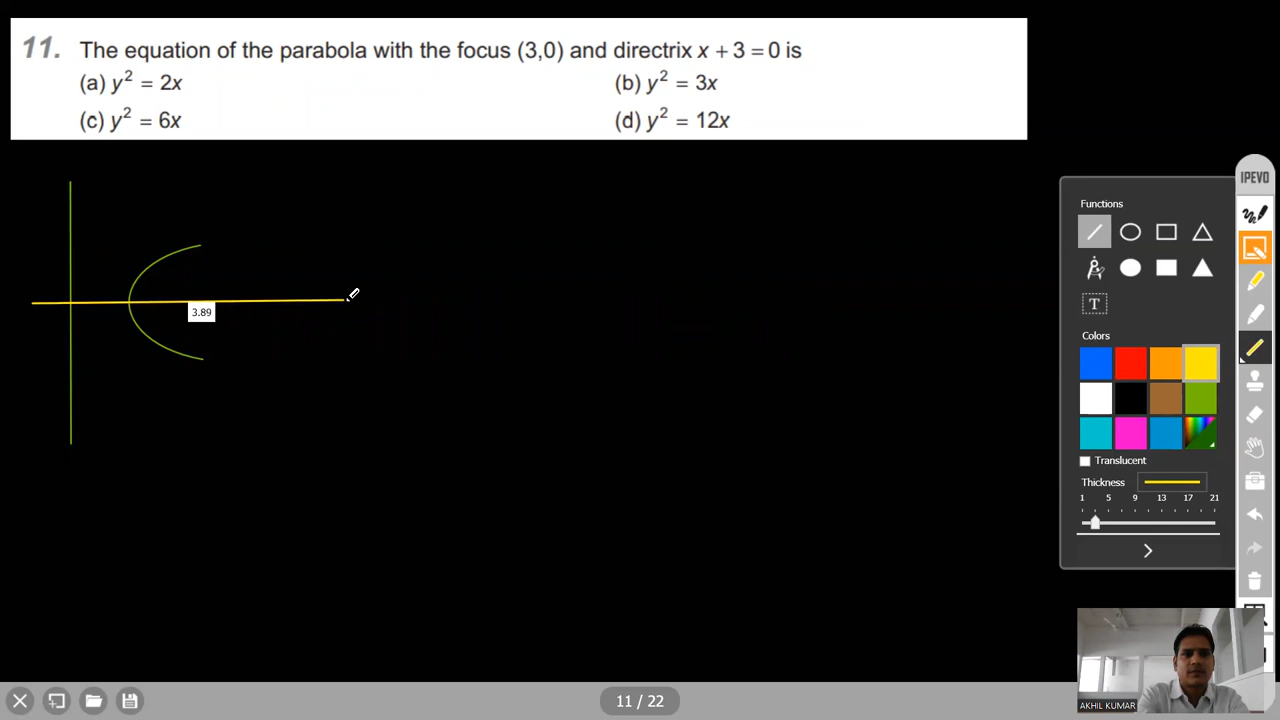 11. The equation of the parabola with the focus (3,0) and directrix x + 3 = 0 is
(a) y² = 2x (b) y² = 3x
(c) y² = 6x (d) y² = 12x
IPEVO
Functions
T
3.89
Colors
Translucent
Thickness
1 5 9 13 17 21
11 / 22
AKHIL KUMAR